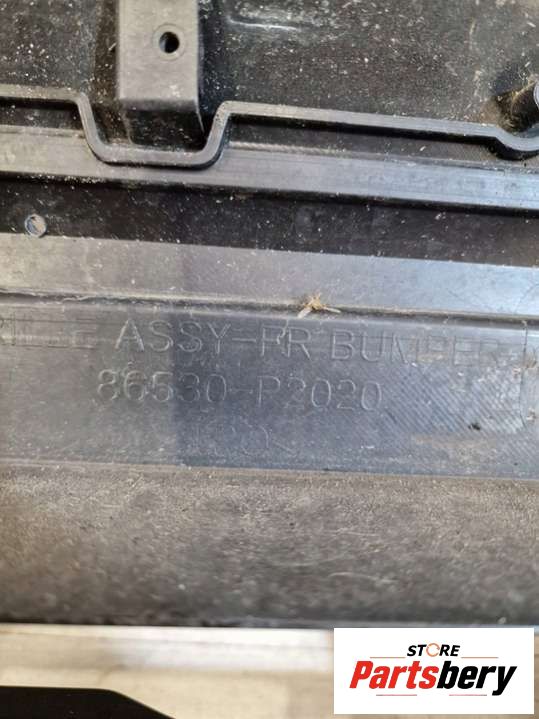 ASSY-FR BUMPER
86530-P2020
STORE
Partsbery